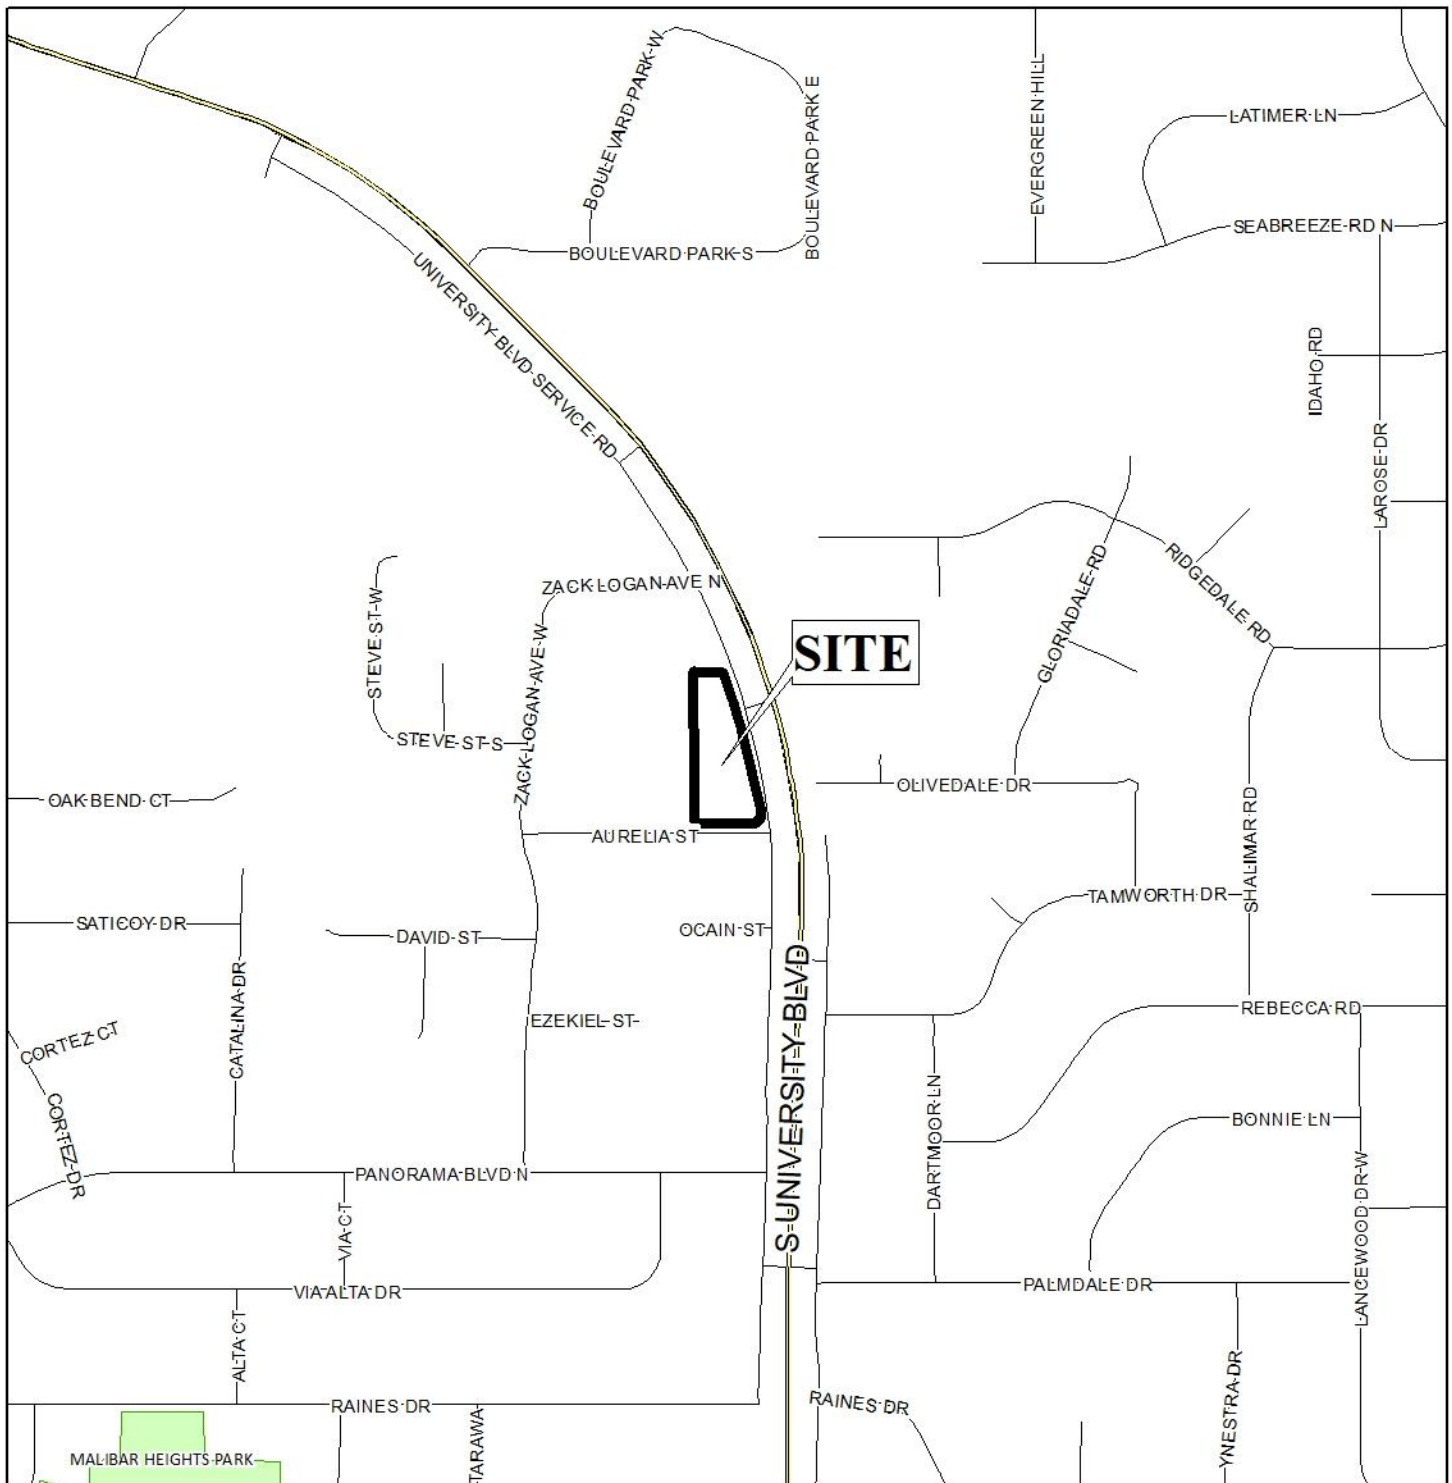 BOULEVARD PARK W
BOULEVARD PARK E
EVERGREEN HILL
LATIMER LN
SEABREEZE RD N
BOULEVARD PARK S
UNIVERSITY BLVD SERVICE RD
IDAHO RD
LAROSE DR
RIDGEDALE RD
GLORIADALE RD
ZACK LOGAN AVE N
STEVE ST W
ZACK LOGAN AVE W
SITE
STEVE ST S
OAK BEND CT
OLIVEDALE DR
AURELIA ST
SHALIMAR RD
TAMWORTH DR
SATICOY DR
DAVID ST
OCAIN ST
CATALINA DR
S UNIVERSITY BLVD
REBECCA RD
EZEKIEL ST
CORTEZ CT
CORTEZ DR
DARTMOOR LN
BONNIE LN
PANORAMA BLVD N
VIA CT
LANCEWOOD DR W
VIA ALTA DR
PALMDALE DR
ALTA CT
RAINES DR
RAINES DR
YNESTRA DR
TARAWA
MALIBAR HEIGHTS PARK